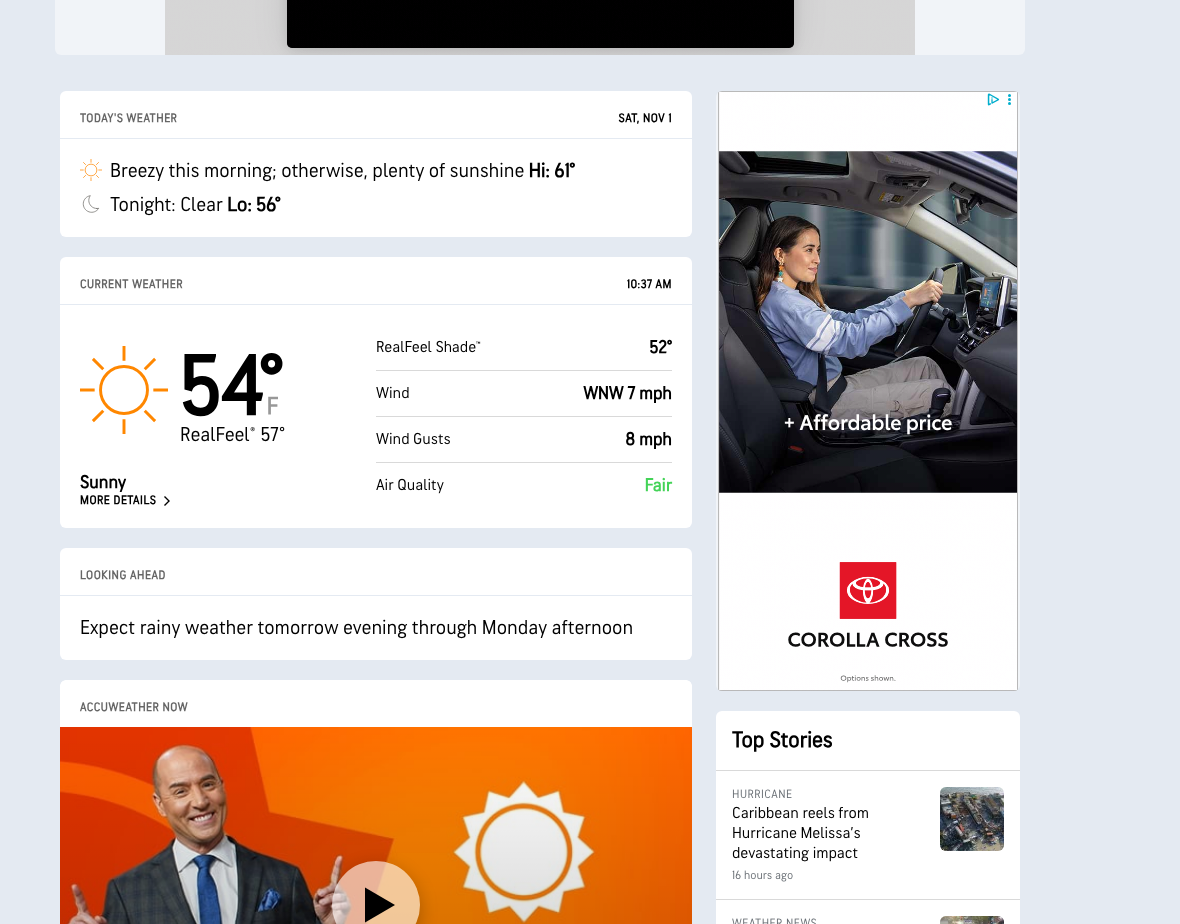 TODAY'S WEATHER
SAT, NOV 1
Breezy this morning; otherwise, plenty of sunshine Hi: 61°
Tonight: Clear Lo: 56°
CURRENT WEATHER
10:37 AM
54°F
RealFeel® 57°
Sunny
MORE DETAILS
RealFeel Shade™ 52°
Wind WNW 7 mph
Wind Gusts 8 mph
Air Quality Fair
LOOKING AHEAD
Expect rainy weather tomorrow evening through Monday afternoon
ACCUWEATHER NOW
+ Affordable price
COROLLA CROSS
Options shown.
Top Stories
HURRICANE
Caribbean reels from
Hurricane Melissa's
devastating impact
16 hours ago
WEATHER NEWS